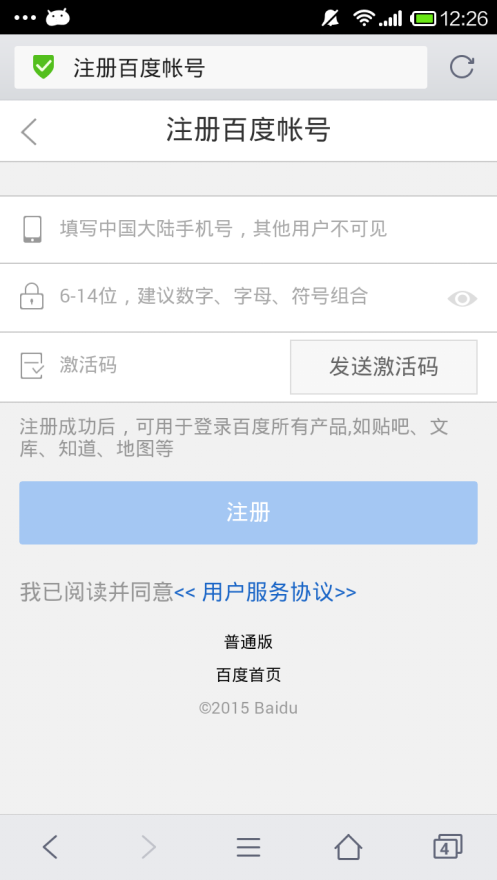 12:26
注册百度帐号
注册百度帐号
填写中国大陆手机号，其他用户不可见
6-14位，建议数字、字母、符号组合
激活码
发送激活码
注册成功后，可用于登录百度所有产品,如贴吧、文
库、知道、地图等
注册
我已阅读并同意<< 用户服务协议>>
普通版
百度首页
©2015 Baidu
4